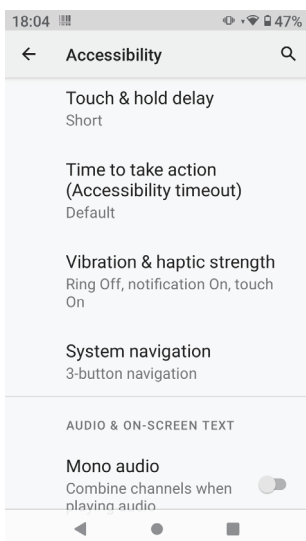 18:04 47%
Accessibility
Touch & hold delay
Short
Time to take action
(Accessibility timeout)
Default
Vibration & haptic strength
Ring Off, notification On, touch
On
System navigation
3-button navigation
AUDIO & ON-SCREEN TEXT
Mono audio
Combine channels when
playing audio